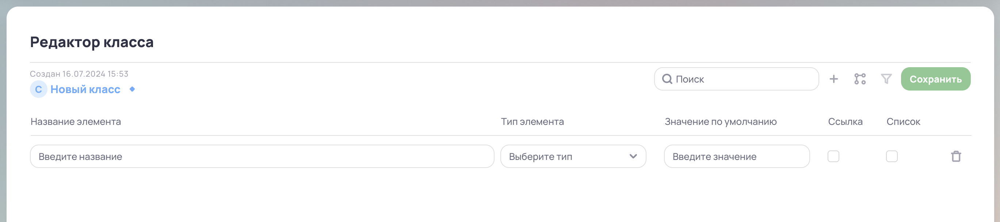 Редактор класса
Создан 16.07.2024 15:53
C Новый класс
Поиск
Сохранить
Название элемента Тип элемента Значение по умолчанию Ссылка Список
Введите название Выберите тип Введите значение